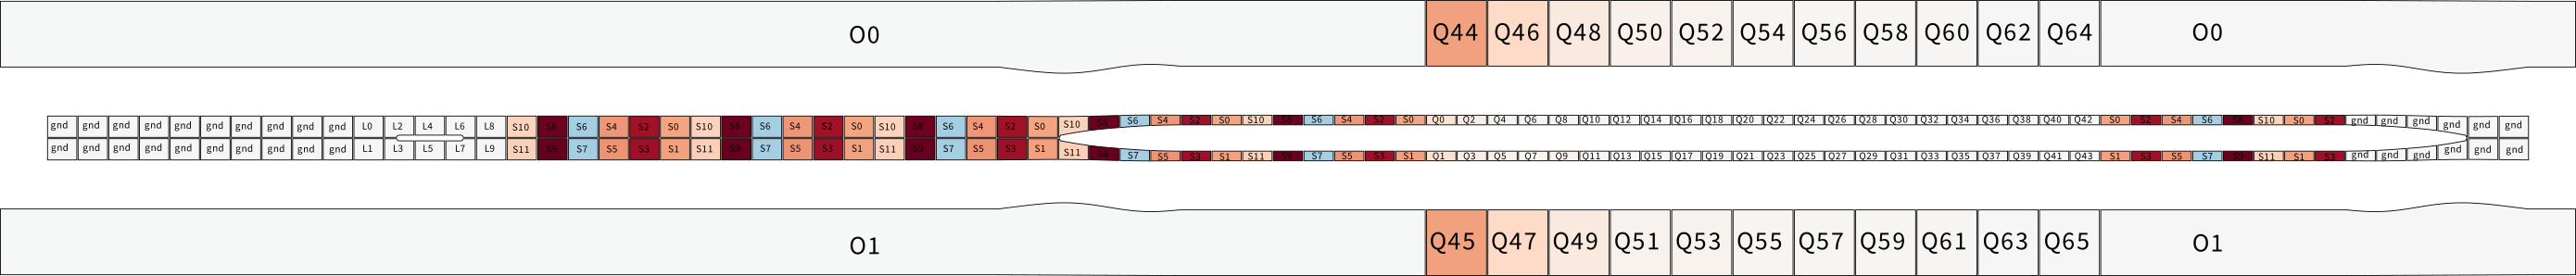 O0 Q44 Q46 Q48 Q50 Q52 Q54 Q56 Q58 Q60 Q62 Q64 O0
gnd gnd gnd gnd gnd gnd gnd gnd gnd gnd L0 L2 L4 L6 L8 S10 S8 S6 S4 S2 S0 S10 S8 S6 S4 S2 S0 S10 S8 S6 S4 S2 S0 S10 S8 S6 S4 S2 S0 S10 S8 S6 S4 S2 S0 Q0 Q2 Q4 Q6 Q8 Q10 Q12 Q14 Q16 Q18 Q20 Q22 Q24 Q26 Q28 Q30 Q32 Q34 Q36 Q38 Q40 Q42 S0 S2 S4 S6 S8 S10 S0 S2 gnd gnd gnd gnd gnd gnd
gnd gnd gnd gnd gnd gnd gnd gnd gnd gnd L1 L3 L5 L7 L9 S11 S9 S7 S5 S3 S1 S11 S9 S7 S5 S3 S1 S11 S9 S7 S5 S3 S1 S11 S9 S7 S5 S3 S1 S11 S9 S7 S5 S3 S1 Q1 Q3 Q5 Q7 Q9 Q11 Q13 Q15 Q17 Q19 Q21 Q23 Q25 Q27 Q29 Q31 Q33 Q35 Q37 Q39 Q41 Q43 S1 S3 S5 S7 S9 S11 S1 S3 gnd gnd gnd gnd gnd gnd
O1 Q45 Q47 Q49 Q51 Q53 Q55 Q57 Q59 Q61 Q63 Q65 O1